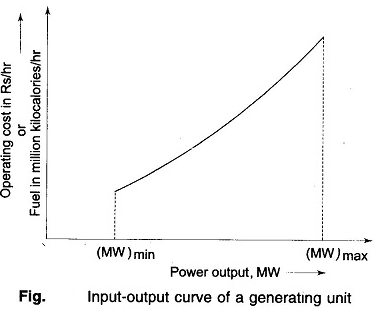 Operating cost in Rs/hr
or
Fuel in million kilocalories/hr
(MW)min
(MW)max
Power output, MW
Fig. Input-output curve of a generating unit